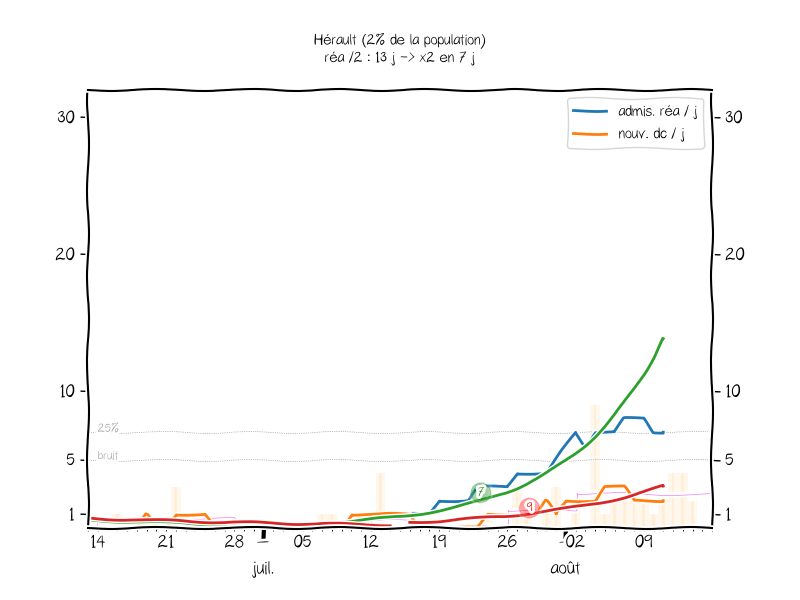 Hérault (2% de la population)
réa /2 : 13 j -> x2 en 7 j
admis. réa / j
nouv. dc / j
30
30
20
20
10
10
25%
bruit
5
5
1
1
7
9
14 21 28 05 12 19 26 02 09
juil. août